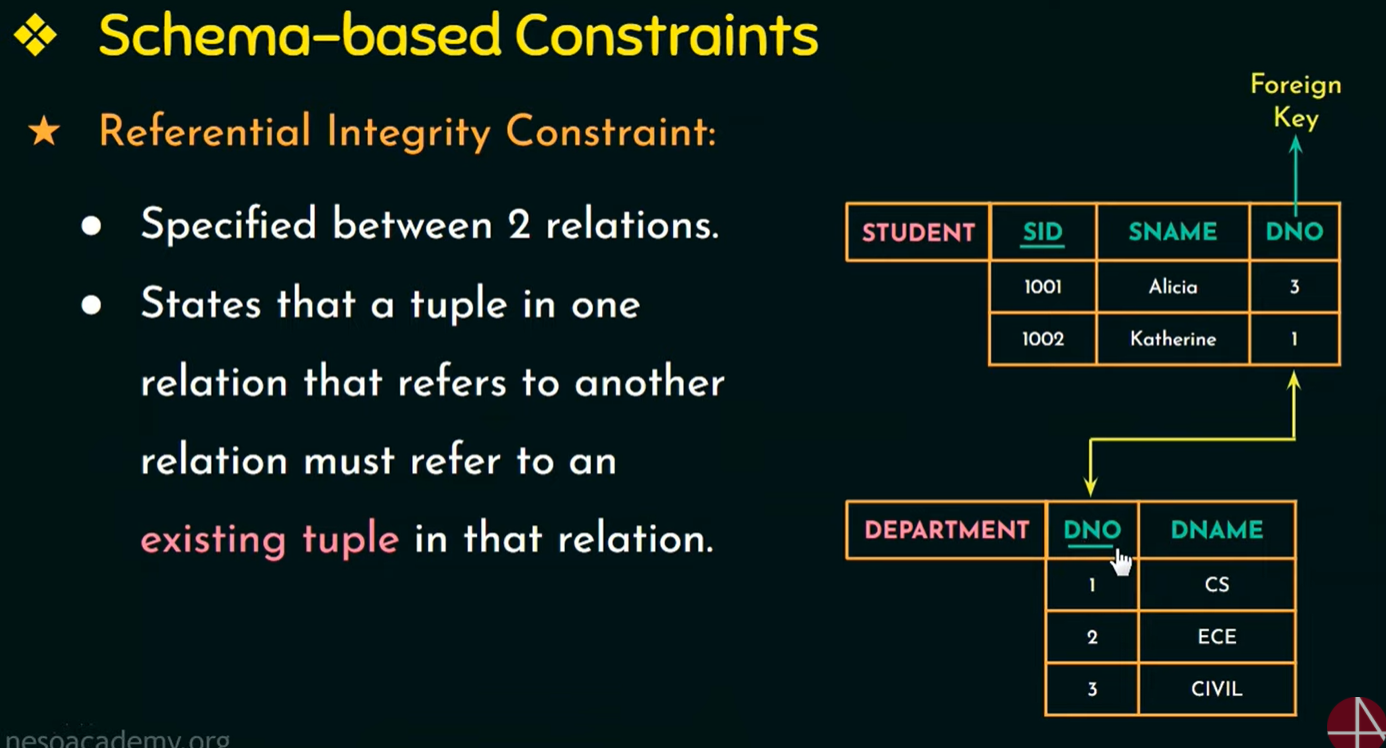 ❖ Schema-based Constraints
★ Referential Integrity Constraint:
● Specified between 2 relations.
● States that a tuple in one
relation that refers to another
relation must refer to an
existing tuple in that relation.
Foreign
Key
STUDENT SID SNAME DNO
1001 Alicia 3
1002 Katherine 1
DEPARTMENT DNO DNAME
1 CS
2 ECE
3 CIVIL
nesoacademy.org